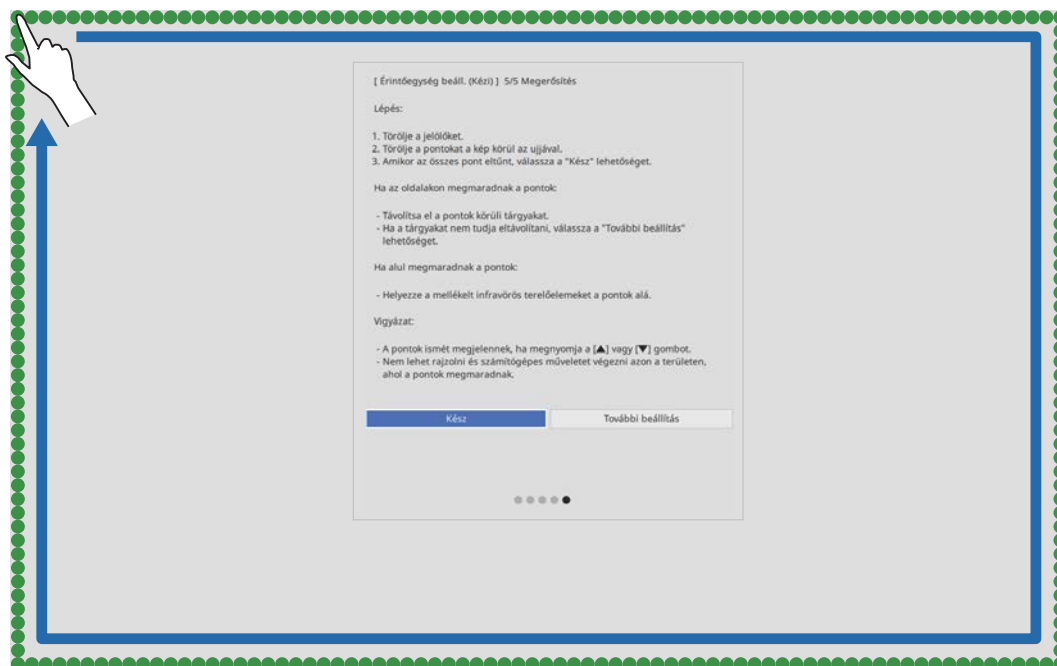 [ Érintőegység beáll. (Kézi) ] 5/5 Megerősítés
Lépés:
1. Törölje a jelölőket.
2. Törölje a pontokat a kép körül az ujjával.
3. Amikor az összes pont eltűnt, válassza a "Kész" lehetőséget.
Ha az oldalakon megmaradnak a pontok:
- Távolítsa el a pontok körüli tárgyakat.
- Ha a tárgyakat nem tudja eltávolítani, válassza a "További beállítás"
lehetőséget.
Ha alul megmaradnak a pontok:
- Helyezze a mellékelt infravörös terelőelemeket a pontok alá.
Vigyázat:
- A pontok ismét megjelennek, ha megnyomja a [▲] vagy [▼] gombot.
- Nem lehet rajzolni és számítógépes műveletet végezni azon a területen,
ahol a pontok megmaradnak.
Kész
További beállítás